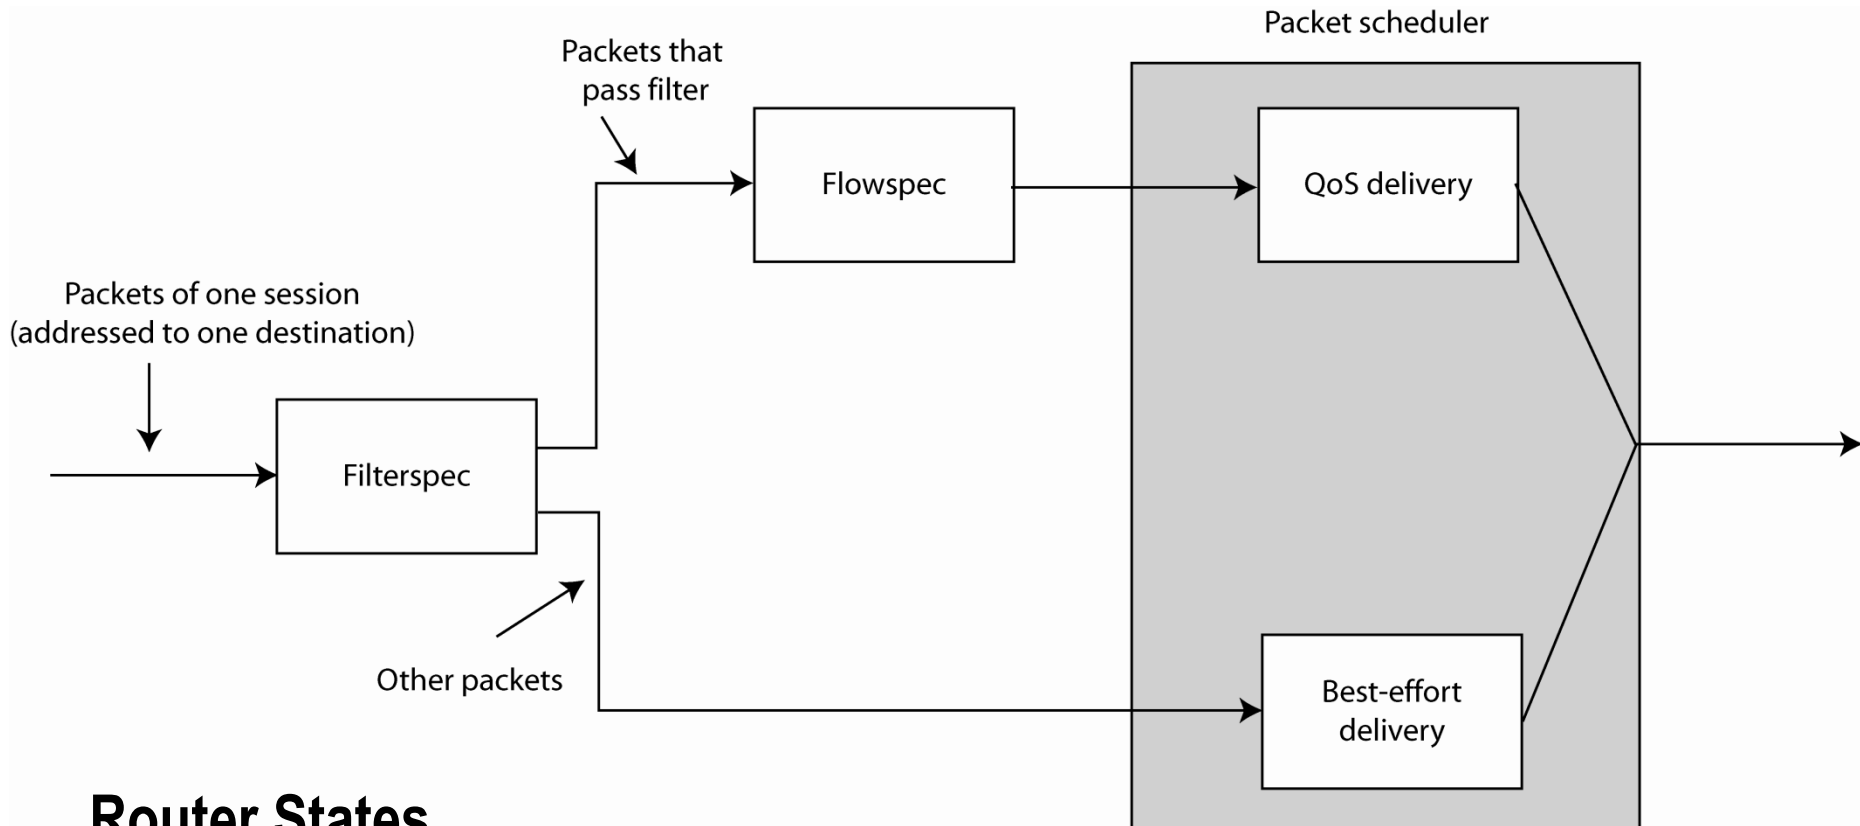 Packet scheduler
Packets that
pass filter
Flowspec
QoS delivery
Packets of one session
(addressed to one destination)
Filterspec
Other packets
Best-effort
delivery
Router States